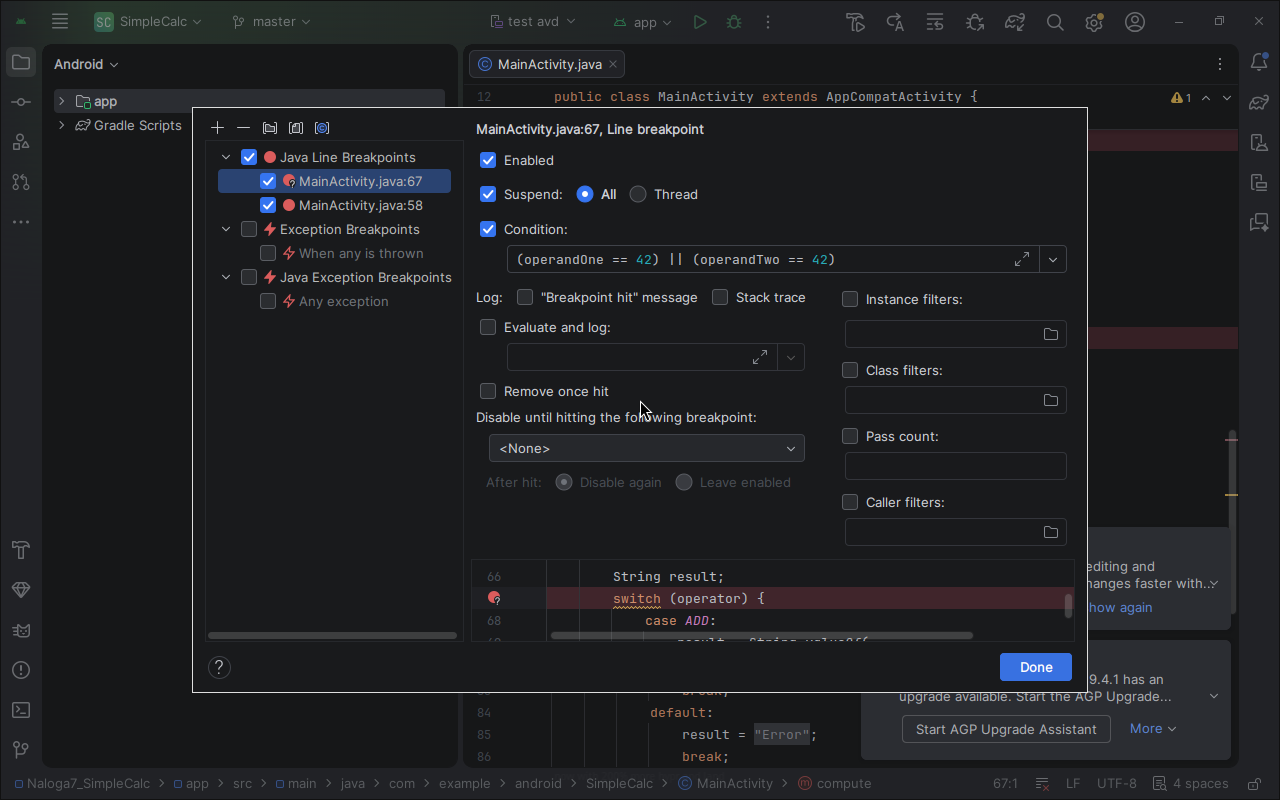 SC SimpleCalc master test avd app
Android
MainActivity.java
app
Gradle Scripts
12 public class MainActivity extends AppCompatActivity {
1
MainActivity.java:67, Line breakpoint
Java Line Breakpoints
MainActivity.java:67
MainActivity.java:58
Exception Breakpoints
When any is thrown
Java Exception Breakpoints
Any exception
Enabled
Suspend: All Thread
Condition:
(operandOne == 42) || (operandTwo == 42)
Log: "Breakpoint hit" message Stack trace
Evaluate and log:
Remove once hit
Disable until hitting the following breakpoint:
<None>
After hit: Disable again Leave enabled
Instance filters:
Class filters:
Pass count:
Caller filters:
66 String result;
switch (operator) {
68 case ADD:
? Done
editing and
anges faster with...
how again
9.4.1 has an
upgrade available. Start the AGP Upgrade...
Start AGP Upgrade Assistant More
break;
84 default:
85 result = "Error";
86 break;
Naloga7_SimpleCalc > app > src > main > java > com > example > android > SimpleCalc > MainActivity > compute 67:1 LF UTF-8 4 spaces